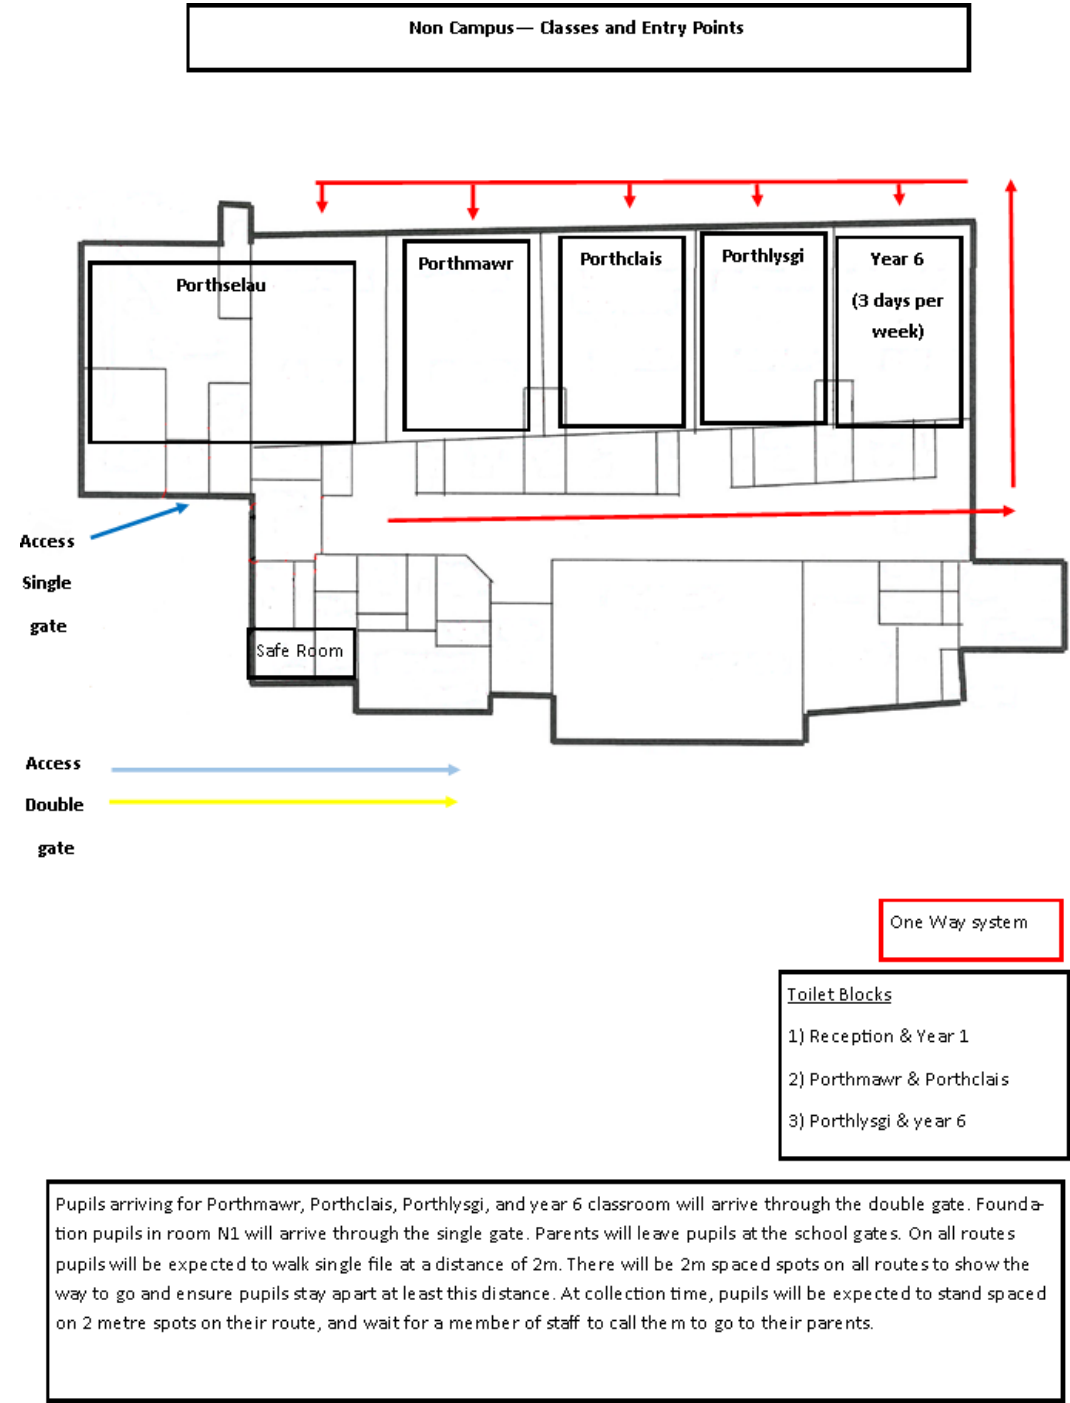 Non Campus— Classes and Entry Points
Porthselau
Porthmawr
Porthclais
Porthlysgi
Year 6
(3 days per
week)
Access
Single
gate
Safe Room
Access
Double
gate
One Way system
Toilet Blocks
1) Reception & Year 1
2) Porthmawr & Porthclais
3) Porthlysgi & year 6
Pupils arriving for Porthmawr, Porthclais, Porthlysgi, and year 6 classroom will arrive through the double gate. Founda-
tion pupils in room N1 will arrive through the single gate. Parents will leave pupils at the school gates. On all routes
pupils will be expected to walk single file at a distance of 2m. There will be 2m spaced spots on all routes to show the
way to go and ensure pupils stay apart at least this distance. At collection time, pupils will be expected to stand spaced
on 2 metre spots on their route, and wait for a member of staff to call them to go to their parents.